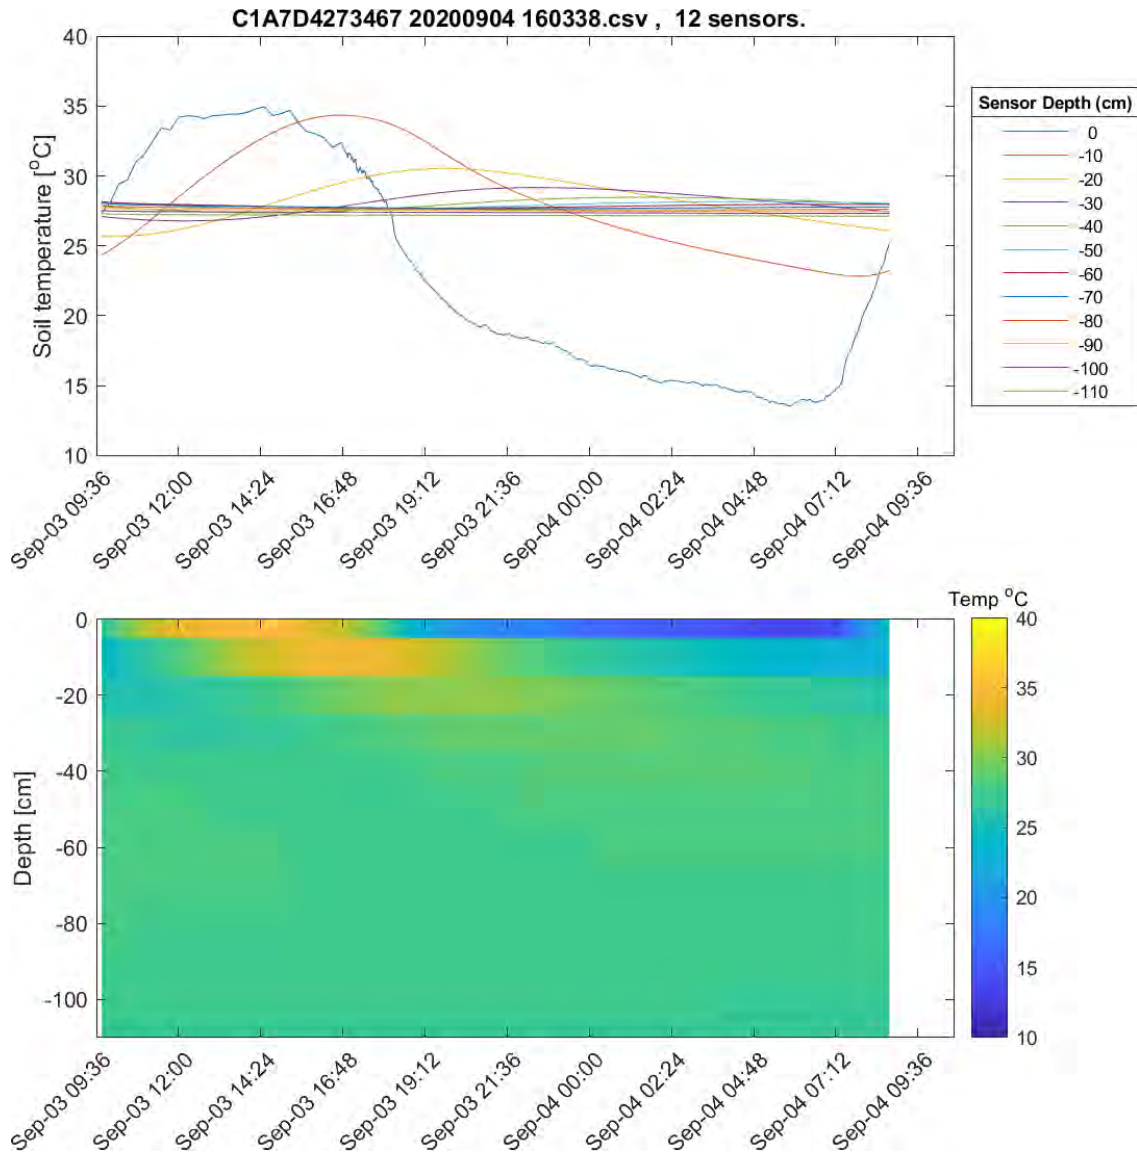 C1A7D4273467 20200904 160338.csv , 12 sensors.
Soil temperature [°C]
40
35
30
25
20
15
10
Sep-03 09:36
Sep-03 12:00
Sep-03 14:24
Sep-03 16:48
Sep-03 19:12
Sep-03 21:36
Sep-04 00:00
Sep-04 02:24
Sep-04 04:48
Sep-04 07:12
Sep-04 09:36
Sensor Depth (cm)
0
-10
-20
-30
-40
-50
-60
-70
-80
-90
-100
-110
Depth [cm]
0
-20
-40
-60
-80
-100
Sep-03 09:36
Sep-03 12:00
Sep-03 14:24
Sep-03 16:48
Sep-03 19:12
Sep-03 21:36
Sep-04 00:00
Sep-04 02:24
Sep-04 04:48
Sep-04 07:12
Sep-04 09:36
Temp °C
40
35
30
25
20
15
10